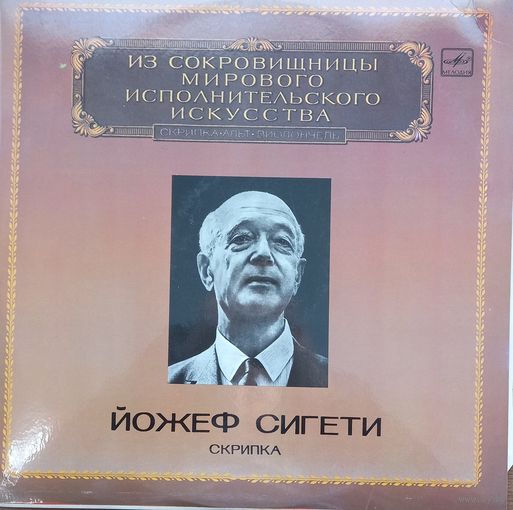 ИЗ СОКРОВИЩНИЦЫ
МИРОВОГО
ИСПОЛНИТЕЛЬСКОГО
ИСКУССТВА
СКРИПКА•АЛЬТ•ВИОЛОНЧЕЛЬ
МЕЛОДИЯ
ЙОЖЕФ СИГЕТИ
СКРИПКА